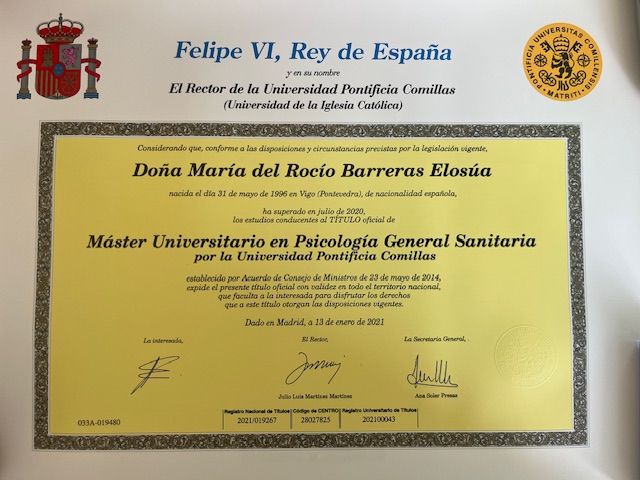 Felipe VI, Rey de España
y en su nombre
El Rector de la Universidad Pontificia Comillas
(Universidad de la Iglesia Católica)
PONTIFICIA UNIVERSITAS COMILLENSIS
MATRITI
Considerando que, conforme a las disposiciones y circunstancias previstas por la legislación vigente,
Doña María del Rocío Barreras Elosúa
nacida el día 31 de mayo de 1996 en Vigo (Pontevedra), de nacionalidad española,
ha superado en julio de 2020,
los estudios conducentes al TÍTULO oficial de
Máster Universitario en Psicología General Sanitaria
por la Universidad Pontificia Comillas
establecido por Acuerdo de Consejo de Ministros de 23 de mayo de 2014,
expide el presente título oficial con validez en todo el territorio nacional,
que faculta a la interesada para disfrutar los derechos
que a este título otorgan las disposiciones vigentes.
Dado en Madrid, a 13 de enero de 2021
La interesada, El Rector, La Secretaria General,
Julio Luis Martínez Martínez Ana Soler Presas
Registro Nacional de Títulos Código de CENTRO Registro Universitario de Títulos
033A-019480 2021/019267 28027825 202100043